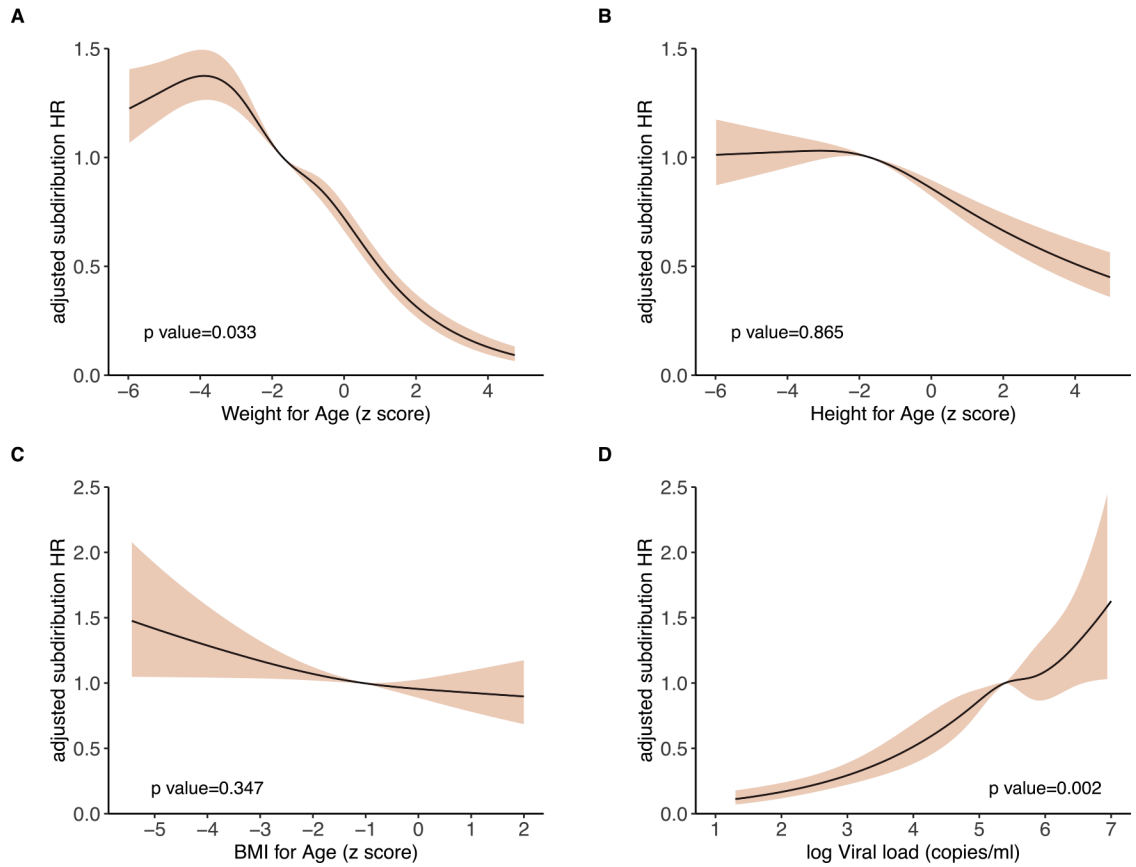 A
adjusted subdiribution HR
1.5
1.0
0.5
0.0
p value=0.033
−6 −4 −2 0 2 4
Weight for Age (z score)
B
adjusted subdiribution HR
1.5
1.0
0.5
0.0
p value=0.865
−6 −4 −2 0 2 4
Height for Age (z score)
C
adjusted subdiribution HR
2.5
2.0
1.5
1.0
0.5
0.0
p value=0.347
−5 −4 −3 −2 −1 0 1 2
BMI for Age (z score)
D
adjusted subdiribution HR
2.5
2.0
1.5
1.0
0.5
0.0
p value=0.002
1 2 3 4 5 6 7
log Viral load (copies/ml)